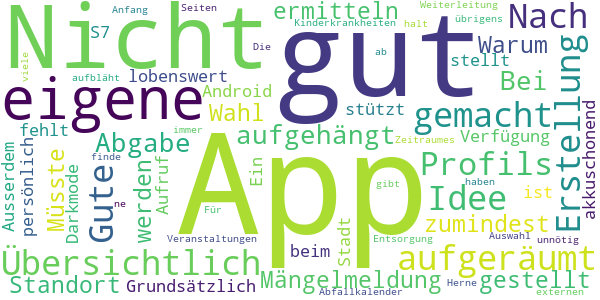 Nicht
gut
App
eigene
Anfang
Seiten
ermitteln
Kinderkrankheiten
halt
Weiterleitung
übrigens
Nach
S7
Die
ab
Warum
stellt
viele
aufbläht
lobenswert
Android
Bei
Wahl
stützt
gemacht
Erstellung
akkuschonend
fehlt
Abgabe
aufgehängt
Verfügung
Ausserdem
persönlich
Müsste
Darkmode
immer
Zeitraumes
Ein
Profils
finde
ne
Gute
werden
Aufruf
Für
gibt
haben
Idee
ist
Stadt
zumindest
Auswahl
unnötig
Übersichtlich
Veranstaltungen
beim
Entsorgung
aufgeräumt
Standort
Grundsätzlich
Mängelmeldung
gestellt
Abfallkalender
Herne
externen